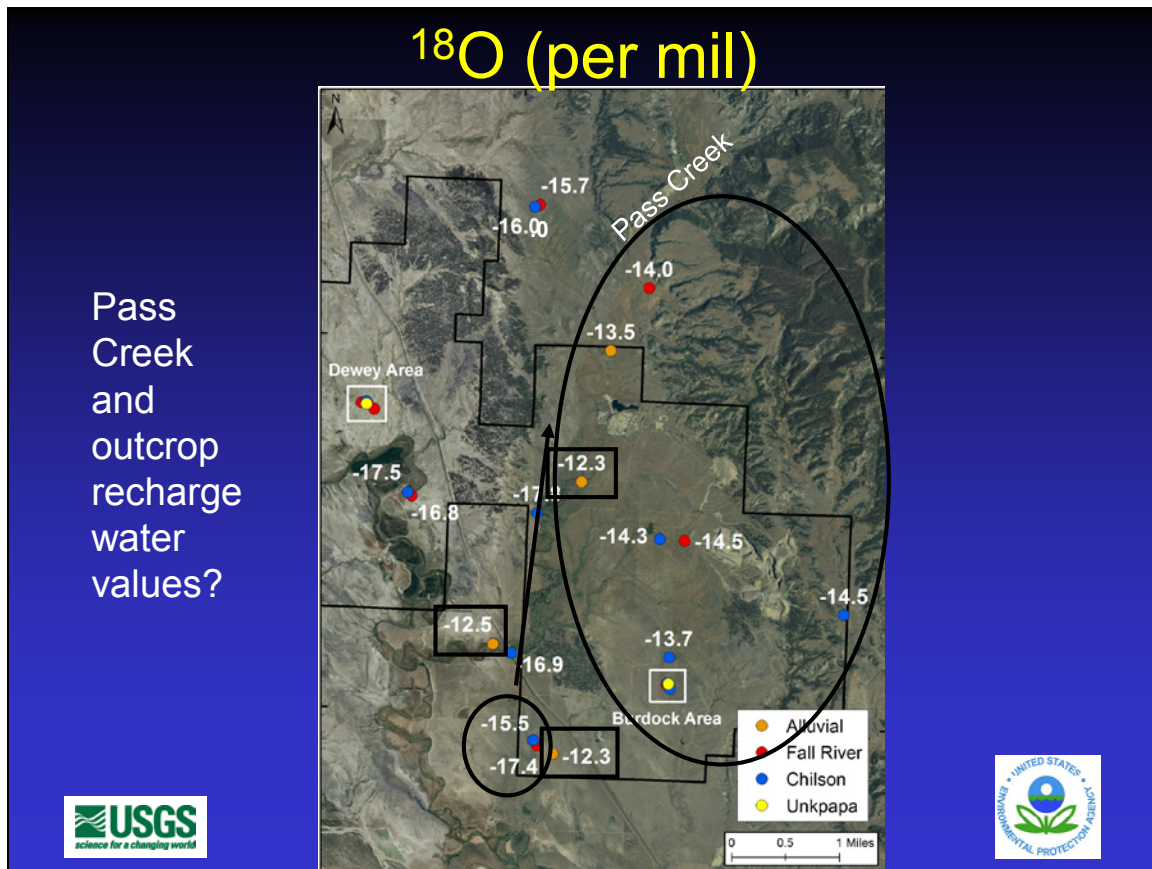 ¹⁸O (per mil)
N
-15.7
-16.0
.0
Pass Creek
-14.0
-13.5
Pass
Creek
and
outcrop
recharge
water
values?
Dewey Area
-12.3
-17.5
-16.8
-14.3
-14.5
-14.5
-12.5
-13.7
-16.9
Burdock Area
-15.5
-17.4
-12.3
Alluvial
Fall River
Chilson
Unkpapa
0 0.5 1 Miles
USGS
science for a changing world
UNITED STATES
ENVIRONMENTAL PROTECTION AGENCY